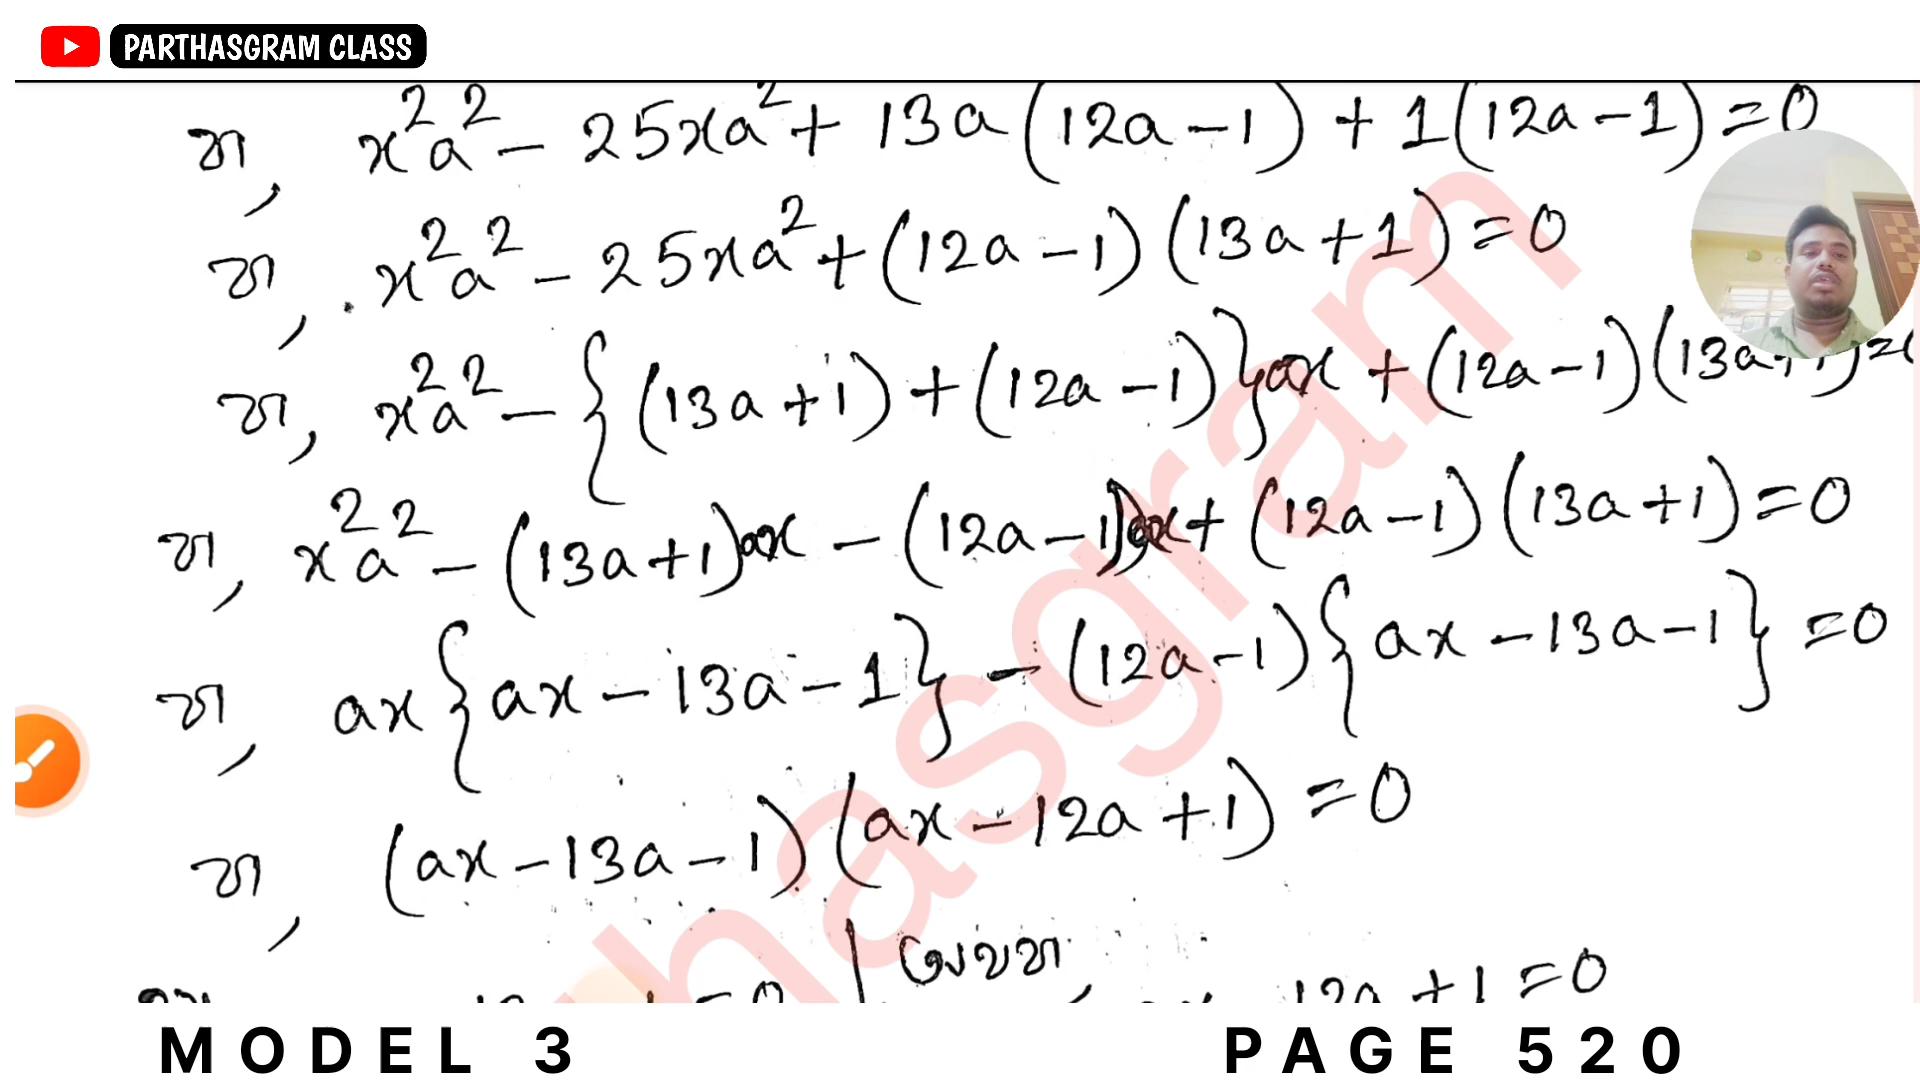 PARTHASGRAM CLASS
বা, x²a² - 25xa² + 13a(12a - 1) + 1(12a - 1) = 0
বা, x²a² - 25xa² + (12a - 1)(13a + 1) = 0
বা, x²a² - {(13a + 1) + (12a - 1)}ax + (12a - 1)(13a + 1) =
বা, x²a² - (13a + 1)ax - (12a - 1)ax + (12a - 1)(13a + 1) = 0
বা, ax{ax - 13a - 1} - (12a - 1){ax - 13a - 1} = 0
বা, (ax - 13a - 1)(ax - 12a + 1) = 0
অথবা,
12a + 1 = 0
hasgram
MODEL 3
PAGE 520